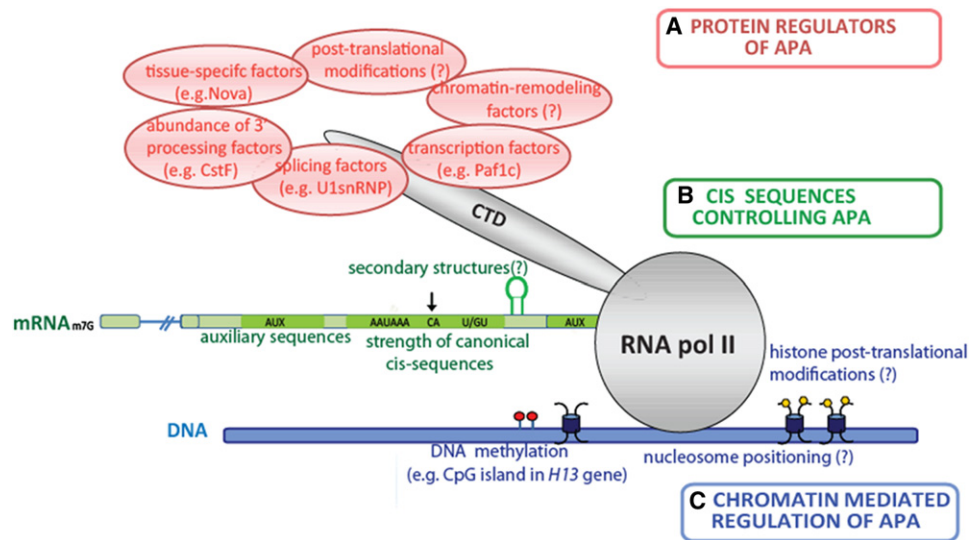 A PROTEIN REGULATORS
OF APA
post-translational
modifications (?)
tissue-specifc factors
(e.g.Nova)
chromatin-remodeling
factors (?)
abundance of 3'
processing factors
(e.g. CstF)
splicing factors
(e.g. U1snRNP)
transcription factors
(e.g. Paf1c)
CTD
B CIS SEQUENCES
CONTROLLING APA
secondary structures(?)
mRNA m7G
AUX
AAUAAA CA U/GU
AUX
auxiliary sequences
strength of canonical
cis-sequences
RNA pol II
histone post-translational
modifications (?)
DNA
DNA methylation
(e.g. CpG island in H13 gene)
nucleosome positioning (?)
C CHROMATIN MEDIATED
REGULATION OF APA